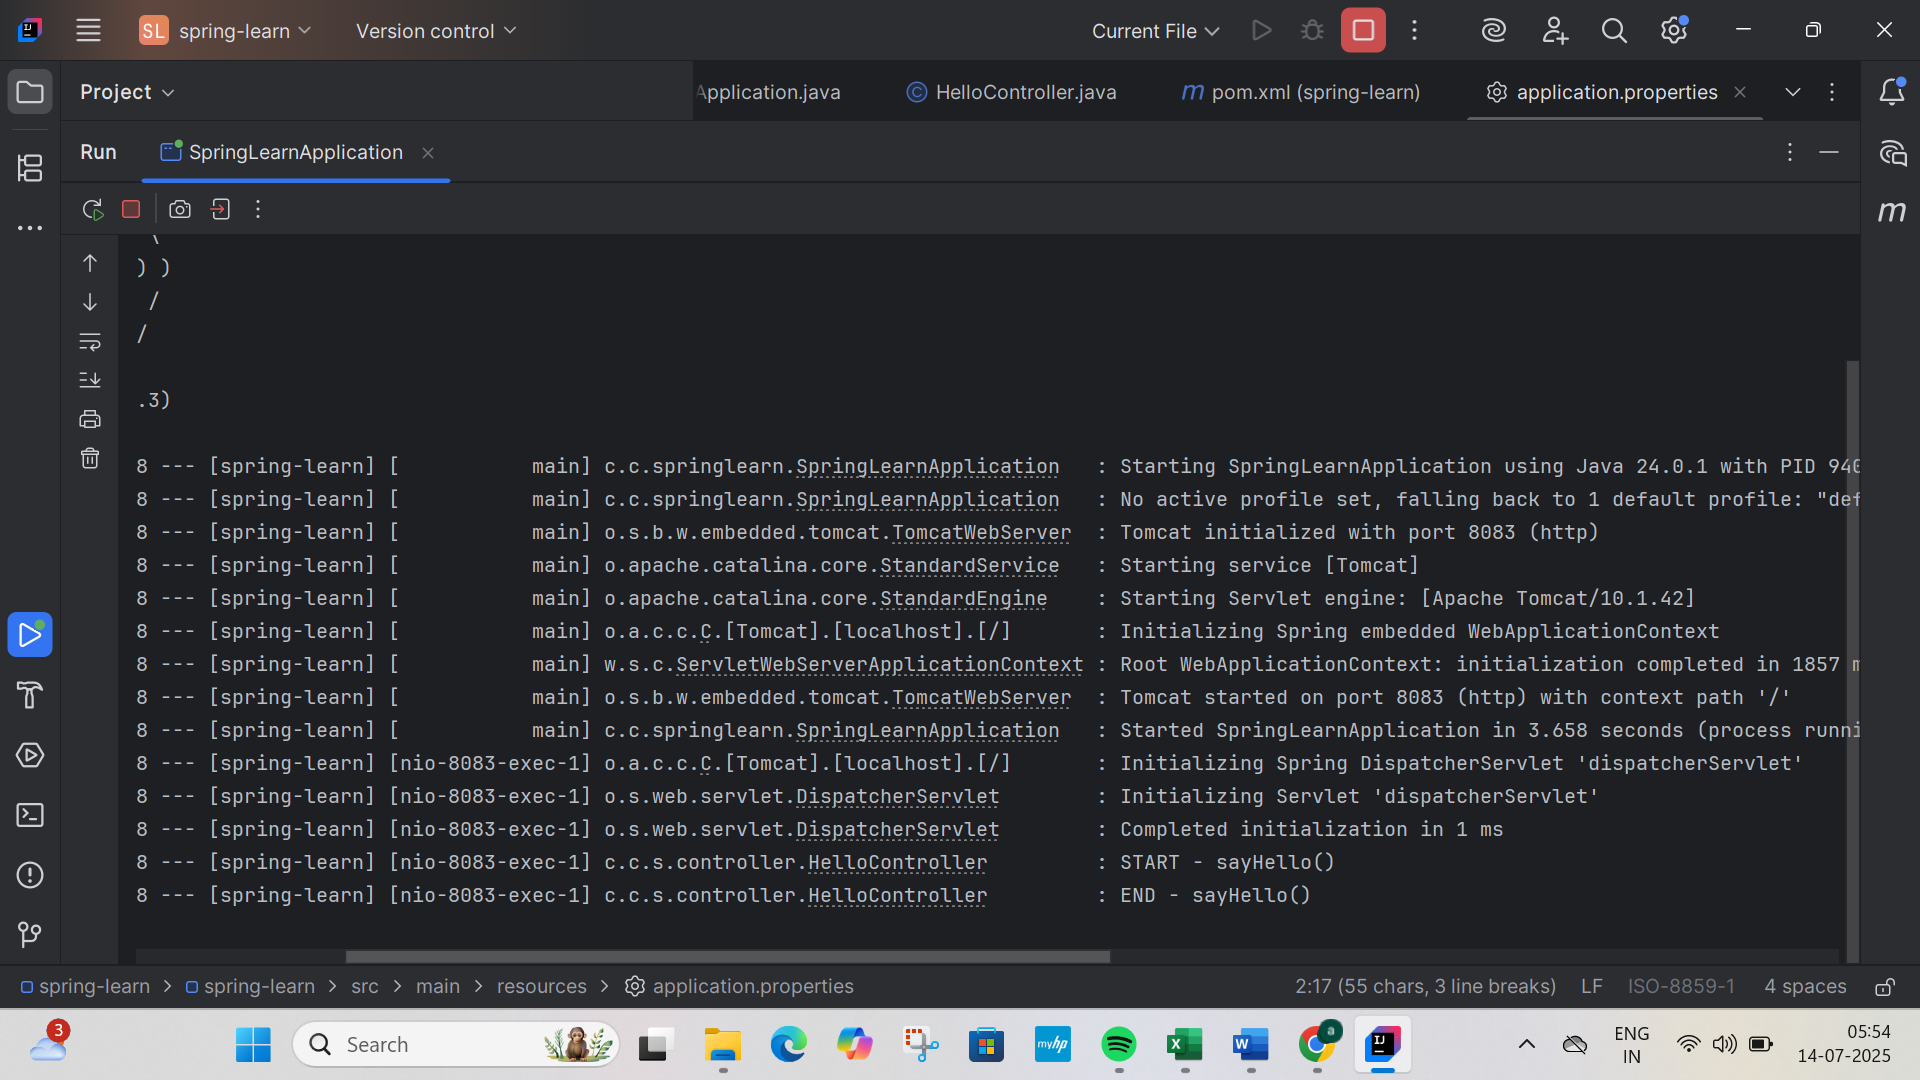 SL spring-learn Version control Current File
Project Application.java HelloController.java pom.xml (spring-learn) application.properties
Run SpringLearnApplication
\
) )
/
/
.3)
8 --- [spring-learn] [           main] c.c.springlearn.SpringLearnApplication   : Starting SpringLearnApplication using Java 24.0.1 with PID 940
8 --- [spring-learn] [           main] c.c.springlearn.SpringLearnApplication   : No active profile set, falling back to 1 default profile: "def
8 --- [spring-learn] [           main] o.s.b.w.embedded.tomcat.TomcatWebServer  : Tomcat initialized with port 8083 (http)
8 --- [spring-learn] [           main] o.apache.catalina.core.StandardService   : Starting service [Tomcat]
8 --- [spring-learn] [           main] o.apache.catalina.core.StandardEngine    : Starting Servlet engine: [Apache Tomcat/10.1.42]
8 --- [spring-learn] [           main] o.a.c.c.C.[Tomcat].[localhost].[/]       : Initializing Spring embedded WebApplicationContext
8 --- [spring-learn] [           main] w.s.c.ServletWebServerApplicationContext : Root WebApplicationContext: initialization completed in 1857 m
8 --- [spring-learn] [           main] o.s.b.w.embedded.tomcat.TomcatWebServer  : Tomcat started on port 8083 (http) with context path '/'
8 --- [spring-learn] [           main] c.c.springlearn.SpringLearnApplication   : Started SpringLearnApplication in 3.658 seconds (process runni
8 --- [spring-learn] [nio-8083-exec-1] o.a.c.c.C.[Tomcat].[localhost].[/]       : Initializing Spring DispatcherServlet 'dispatcherServlet'
8 --- [spring-learn] [nio-8083-exec-1] o.s.web.servlet.DispatcherServlet        : Initializing Servlet 'dispatcherServlet'
8 --- [spring-learn] [nio-8083-exec-1] o.s.web.servlet.DispatcherServlet        : Completed initialization in 1 ms
8 --- [spring-learn] [nio-8083-exec-1] c.c.s.controller.HelloController         : START - sayHello()
8 --- [spring-learn] [nio-8083-exec-1] c.c.s.controller.HelloController         : END - sayHello()
spring-learn > spring-learn > src > main > resources > application.properties 2:17 (55 chars, 3 line breaks) LF ISO-8859-1 4 spaces
3 Search myhp ENG 05:54
IN 14-07-2025